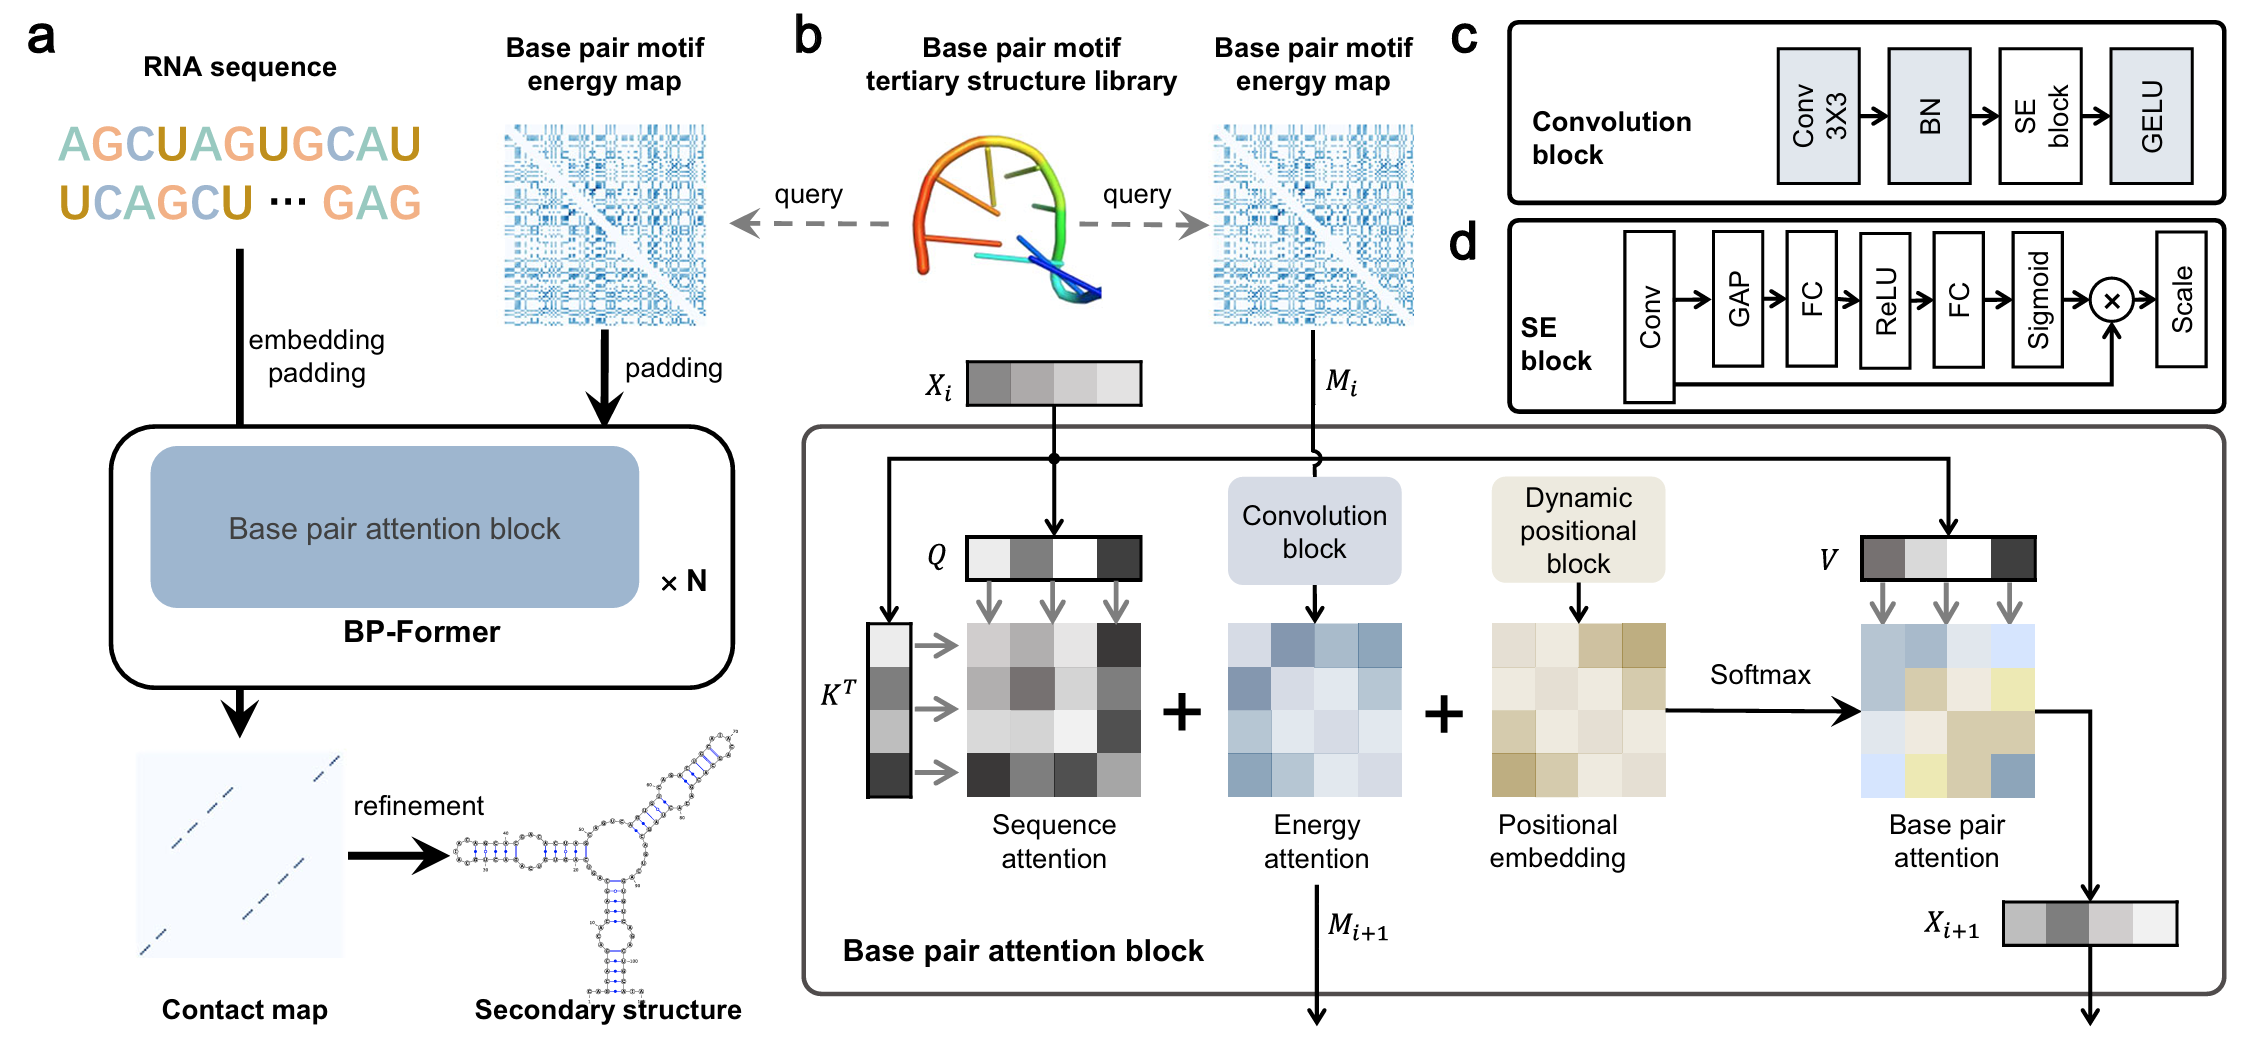 a
RNA sequence
AGCUAGUGCAU
UCAGCU ··· GAG
Base pair motif
energy map
embedding
padding
padding
Base pair attention block
× N
BP-Former
refinement
Contact map
Secondary structure
b
Base pair motif
tertiary structure library
Base pair motif
energy map
query
query
X_i
M_i
Q
K^T
V
Convolution
block
Dynamic
positional
block
+
+
Softmax
Sequence
attention
Energy
attention
Positional
embedding
Base pair
attention
M_{i+1}
X_{i+1}
Base pair attention block
c
Convolution
block
Conv
3X3
BN
SE
block
GELU
d
SE
block
Conv
GAP
FC
ReLU
FC
Sigmoid
×
Scale